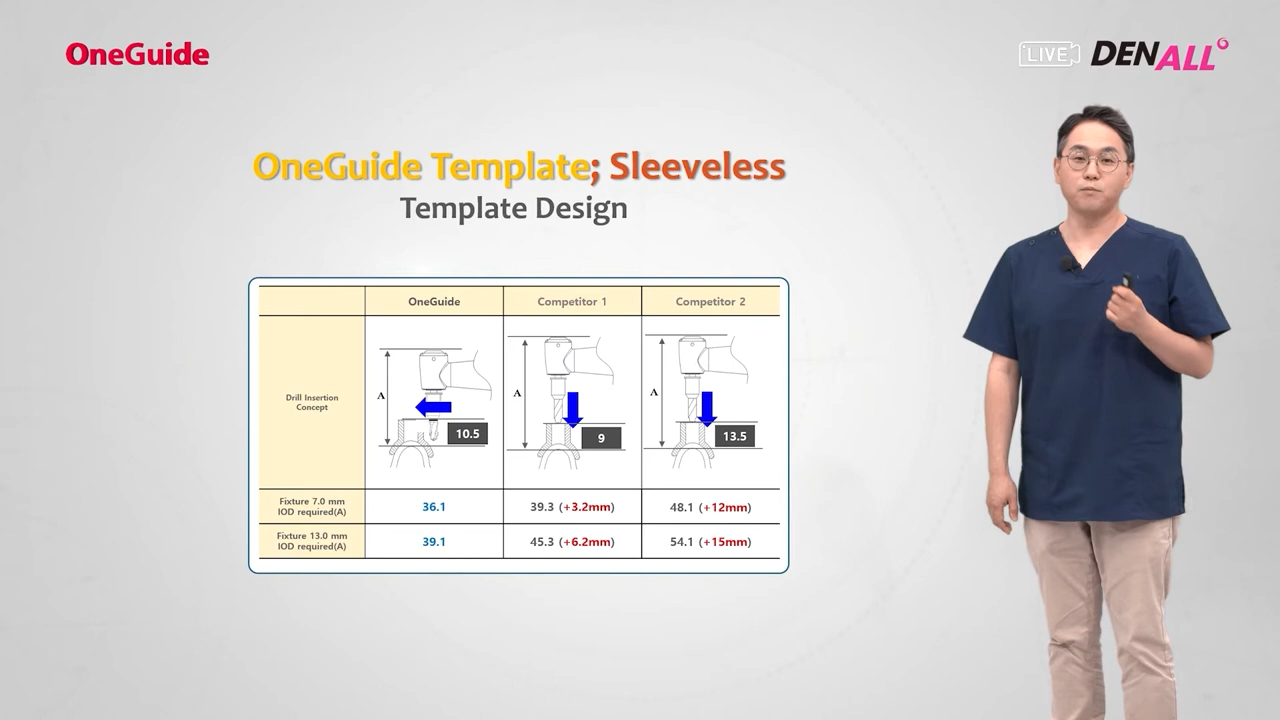 OneGuide
LIVE
DENALL
OneGuide Template; Sleeveless
Template Design
OneGuide
Competitor 1
Competitor 2
Drill Insertion
Concept
A
10.5
A
9
A
13.5
Fixture 7.0 mm
IOD required(A)
36.1
39.3 (+3.2mm)
48.1 (+12mm)
Fixture 13.0 mm
IOD required(A)
39.1
45.3 (+6.2mm)
54.1 (+15mm)